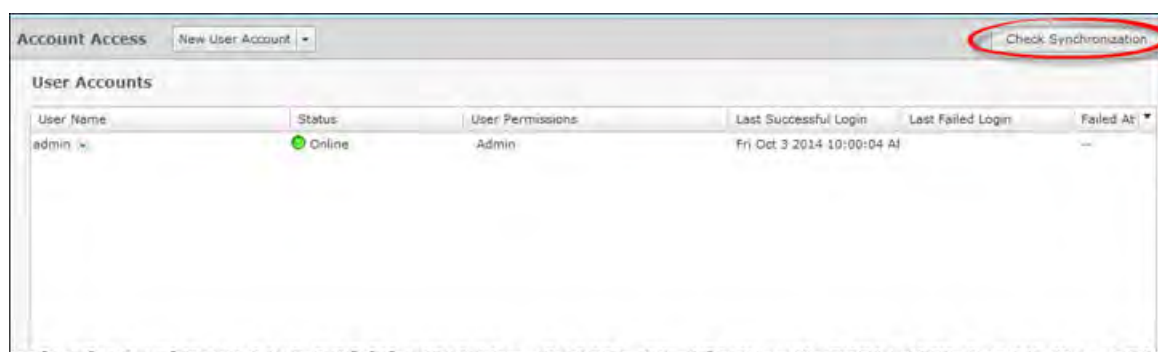 Account Access New User Account Check Synchronization
User Accounts
User Name Status User Permissions Last Successful Login Last Failed Login Failed At
admin Online Admin Fri Oct 3 2014 10:00:04 AM --